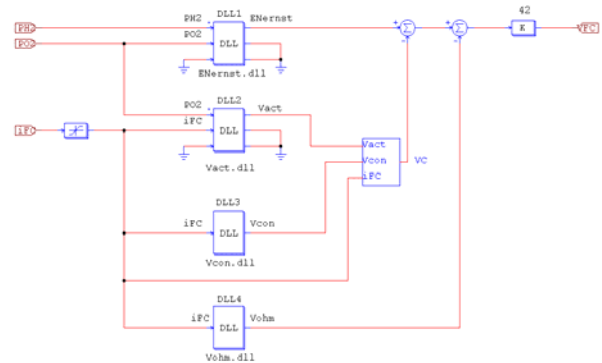 DLL1
42
PH2
PH2
ENernst
PO2
PO2
DLL
K
VFC
ENernst.dll
DLL2
PO2
Vact
iFC
iFC
DLL
Vact
Vcon
VC
iFC
Vact.dll
DLL3
iFC
DLL
Vcon
Vcon.dll
DLL4
iFC
DLL
Vohm
Vohm.dll